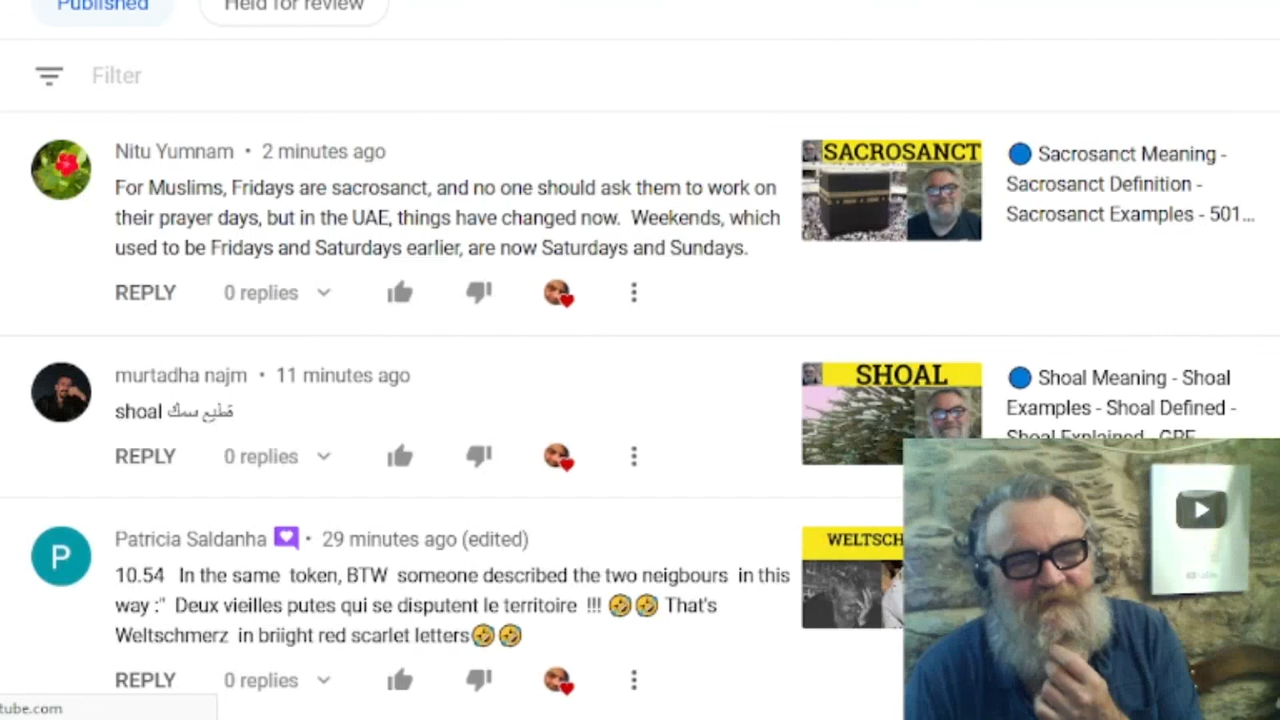 Published
Held for review
Filter
Nitu Yumnam • 2 minutes ago
For Muslims, Fridays are sacrosanct, and no one should ask them to work on
their prayer days, but in the UAE, things have changed now. Weekends, which
used to be Fridays and Saturdays earlier, are now Saturdays and Sundays.
REPLY 0 replies
SACROSANCT
Sacrosanct Meaning -
Sacrosanct Definition -
Sacrosanct Examples - 501...
murtadha najm • 11 minutes ago
shoal قطيع سمك
REPLY 0 replies
SHOAL
Shoal Meaning - Shoal
Examples - Shoal Defined -
Shoal Explained - GRE
P
Patricia Saldanha • 29 minutes ago (edited)
10.54 In the same token, BTW someone described the two neigbours in this
way :" Deux vieilles putes qui se disputent le territoire !!! 🤣🤣 That's
Weltschmerz in briight red scarlet letters🤣🤣
REPLY 0 replies
WELTSCH
tube.com